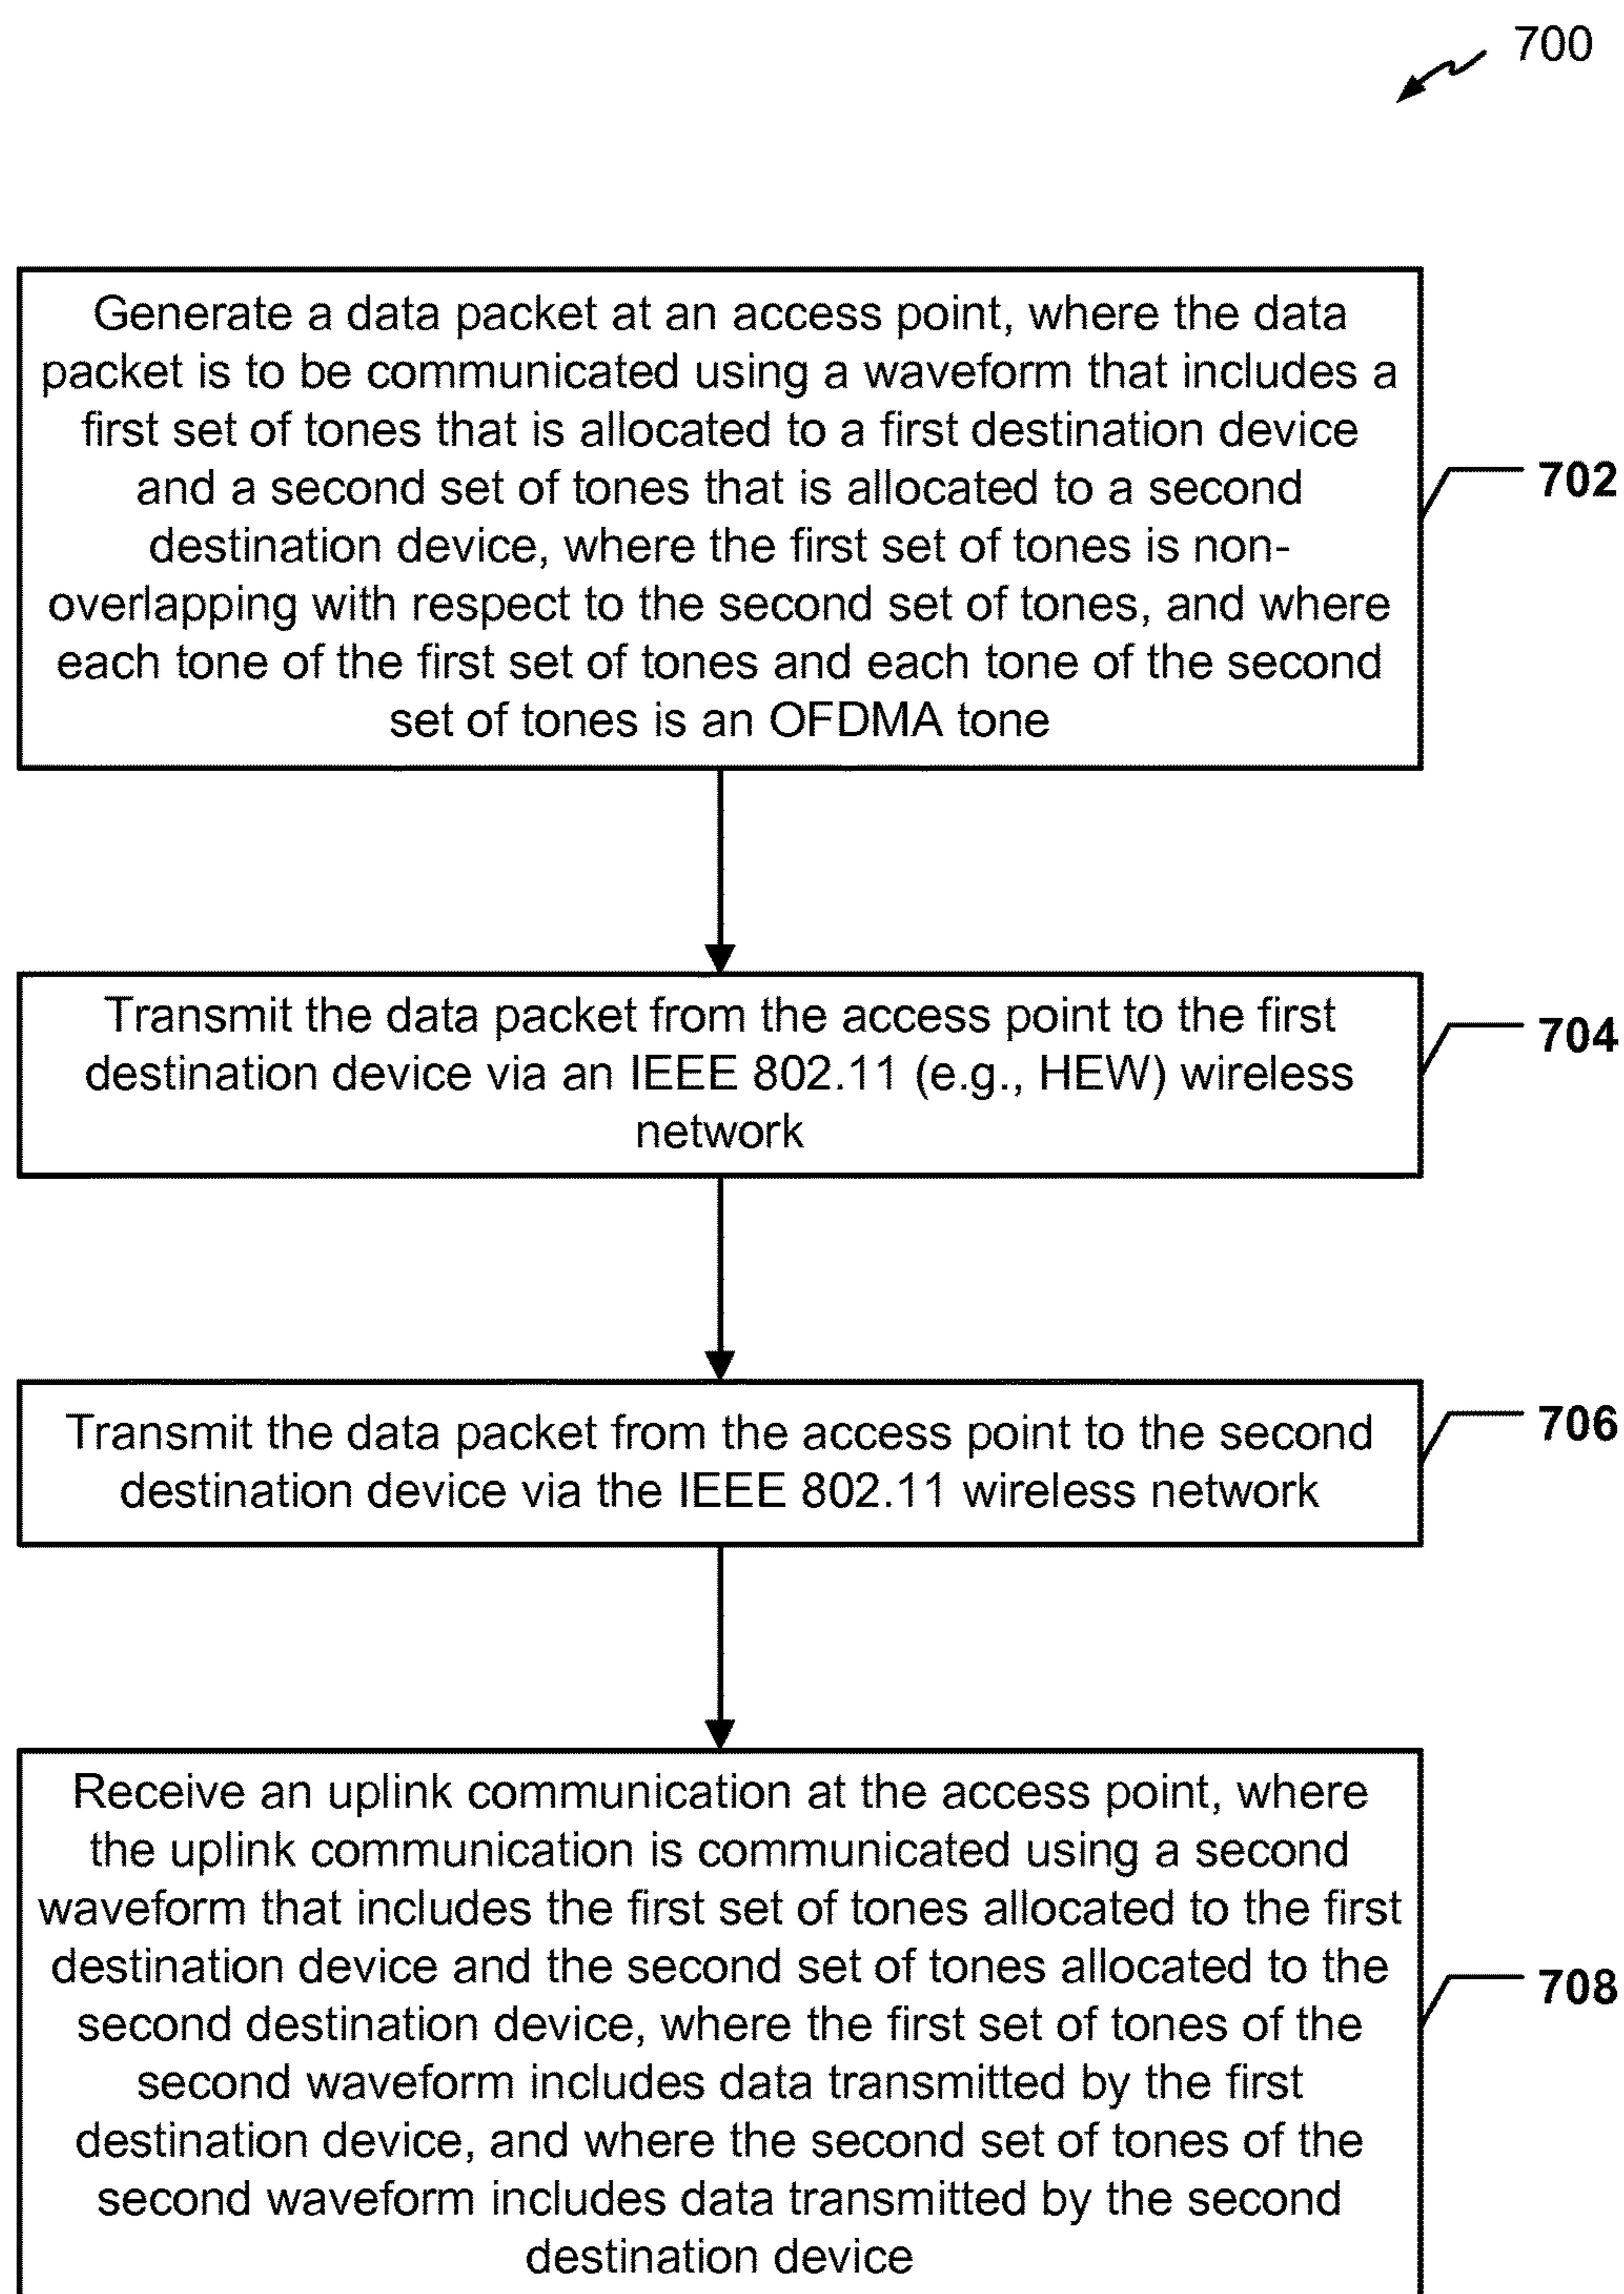 700
Generate a data packet at an access point, where the data
packet is to be communicated using a waveform that includes a
first set of tones that is allocated to a first destination device
and a second set of tones that is allocated to a second
destination device, where the first set of tones is non-
overlapping with respect to the second set of tones, and where
each tone of the first set of tones and each tone of the second
set of tones is an OFDMA tone
702
Transmit the data packet from the access point to the first
destination device via an IEEE 802.11 (e.g., HEW) wireless
network
704
Transmit the data packet from the access point to the second
destination device via the IEEE 802.11 wireless network
706
Receive an uplink communication at the access point, where
the uplink communication is communicated using a second
waveform that includes the first set of tones allocated to the first
destination device and the second set of tones allocated to the
second destination device, where the first set of tones of the
second waveform includes data transmitted by the first
destination device, and where the second set of tones of the
second waveform includes data transmitted by the second
destination device
708